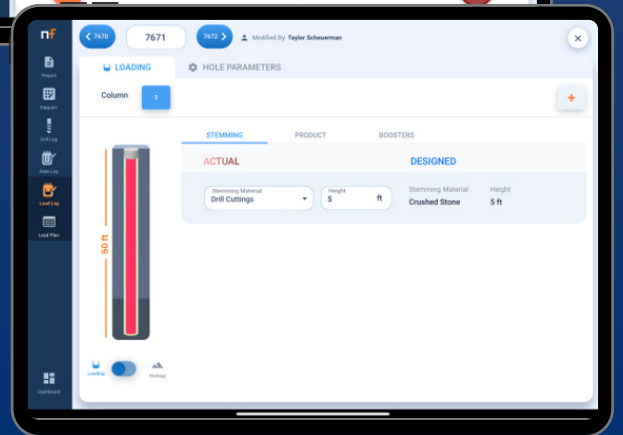 nf
7670
7671
7672
Modified By: Taylor Scheuerman
Project
LOADING
HOLE PARAMETERS
Diagram
Column
1
+
Drill Log
STEMMING
PRODUCT
BOOSTERS
Hole Log
ACTUAL
DESIGNED
Load Log
Stemming Material
Drill Cuttings
Height
5
ft
Stemming Material
Crushed Stone
Height
5 ft
Load Plan
50 ft
Loading
Geology
Dashboard